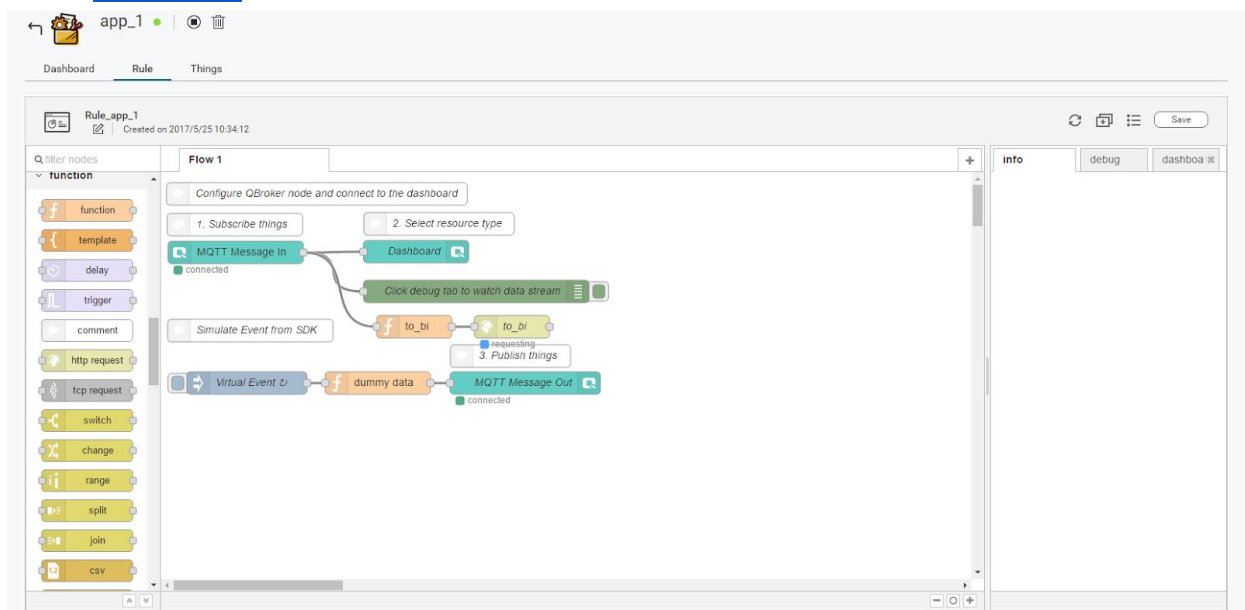 app_1
Dashboard Rule Things
Rule_app_1
Created on 2017/5/25 10:34:12
Save
filter nodes
Flow 1
info debug dashboa
function
function
template
delay
trigger
comment
http request
tcp request
switch
change
range
split
join
csv
Configure QBroker node and connect to the dashboard
1. Subscribe things
2. Select resource type
MQTT Message In
Dashboard
connected
Click debug tab to watch data stream
Simulate Event from SDK
to_bi
to_bi
requesting
3. Publish things
Virtual Event ↻
dummy data
MQTT Message Out
connected